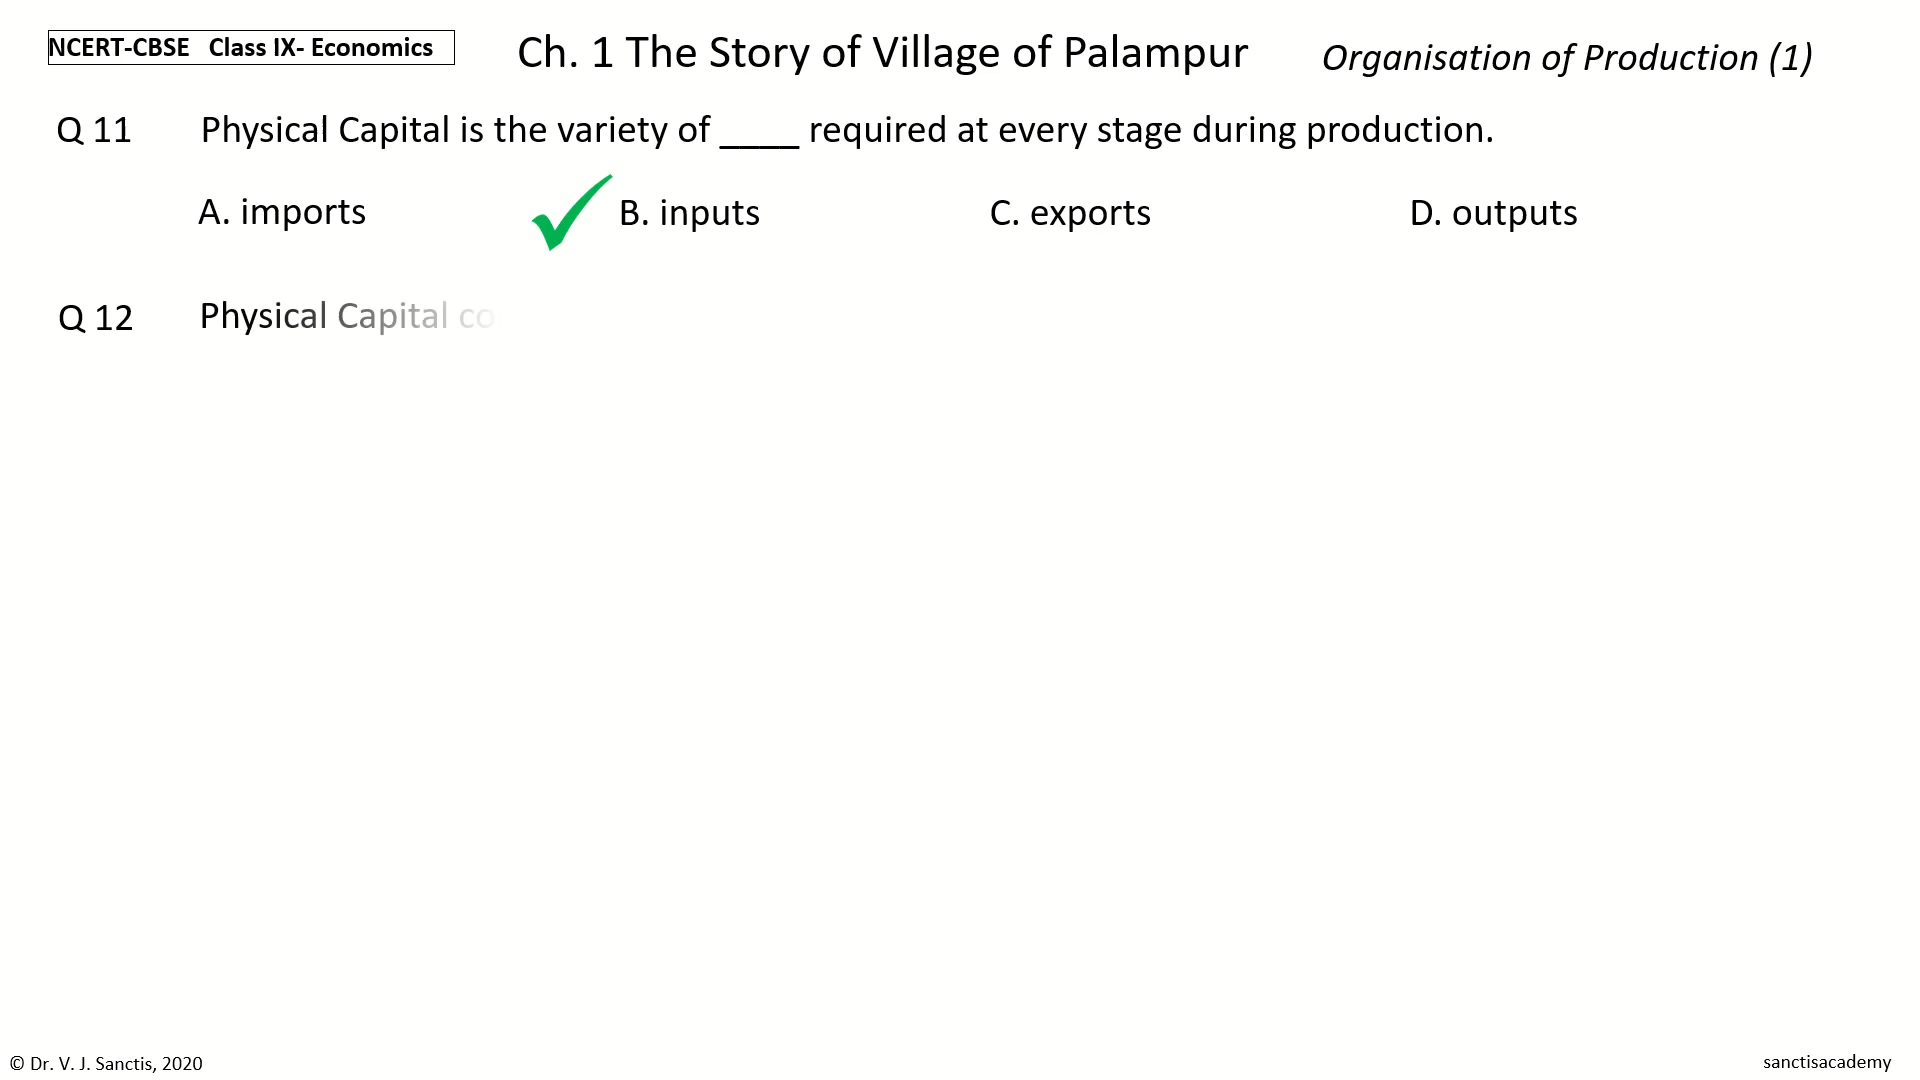 NCERT-CBSE Class IX- Economics
Ch. 1 The Story of Village of Palampur
Organisation of Production (1)
Q 11 Physical Capital is the variety of ____ required at every stage during production.
A. imports B. inputs C. exports D. outputs
Q 12 Physical Capital co
© Dr. V. J. Sanctis, 2020
sanctisacademy